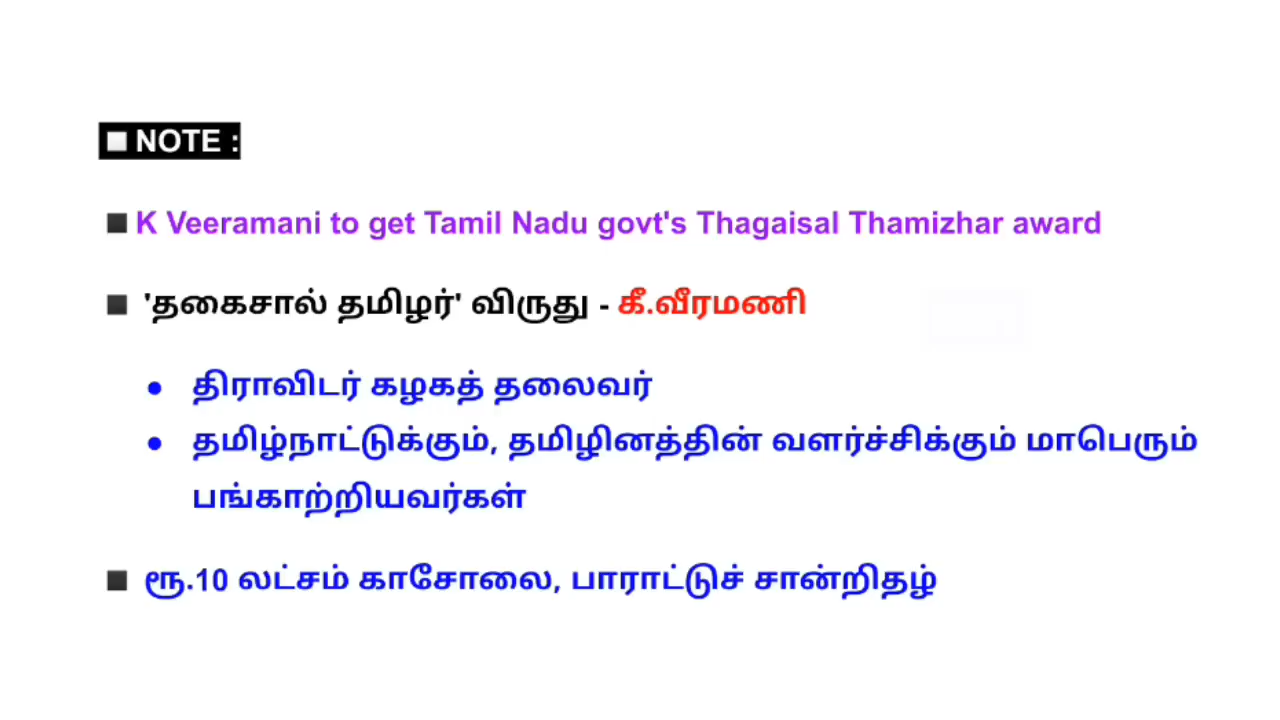 NOTE :
K Veeramani to get Tamil Nadu govt's Thagaisal Thamizhar award
'தகைசால் தமிழர்' விருது - கீ.வீரமணி
திராவிடர் கழகத் தலைவர்
தமிழ்நாட்டுக்கும், தமிழினத்தின் வளர்ச்சிக்கும் மாபெரும்
பங்காற்றியவர்கள்
ரூ.10 லட்சம் காசோலை, பாராட்டுச் சான்றிதழ்